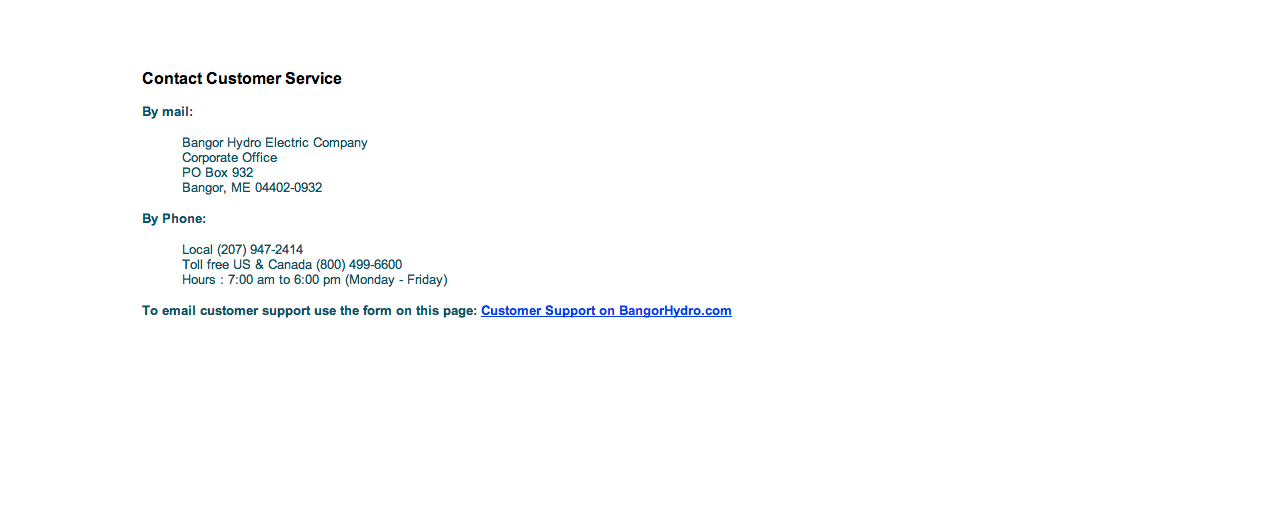 Contact Customer Service
By mail:
Bangor Hydro Electric Company
Corporate Office
PO Box 932
Bangor, ME 04402-0932
By Phone:
Local (207) 947-2414
Toll free US & Canada (800) 499-6600
Hours : 7:00 am to 6:00 pm (Monday - Friday)
To email customer support use the form on this page: Customer Support on BangorHydro.com